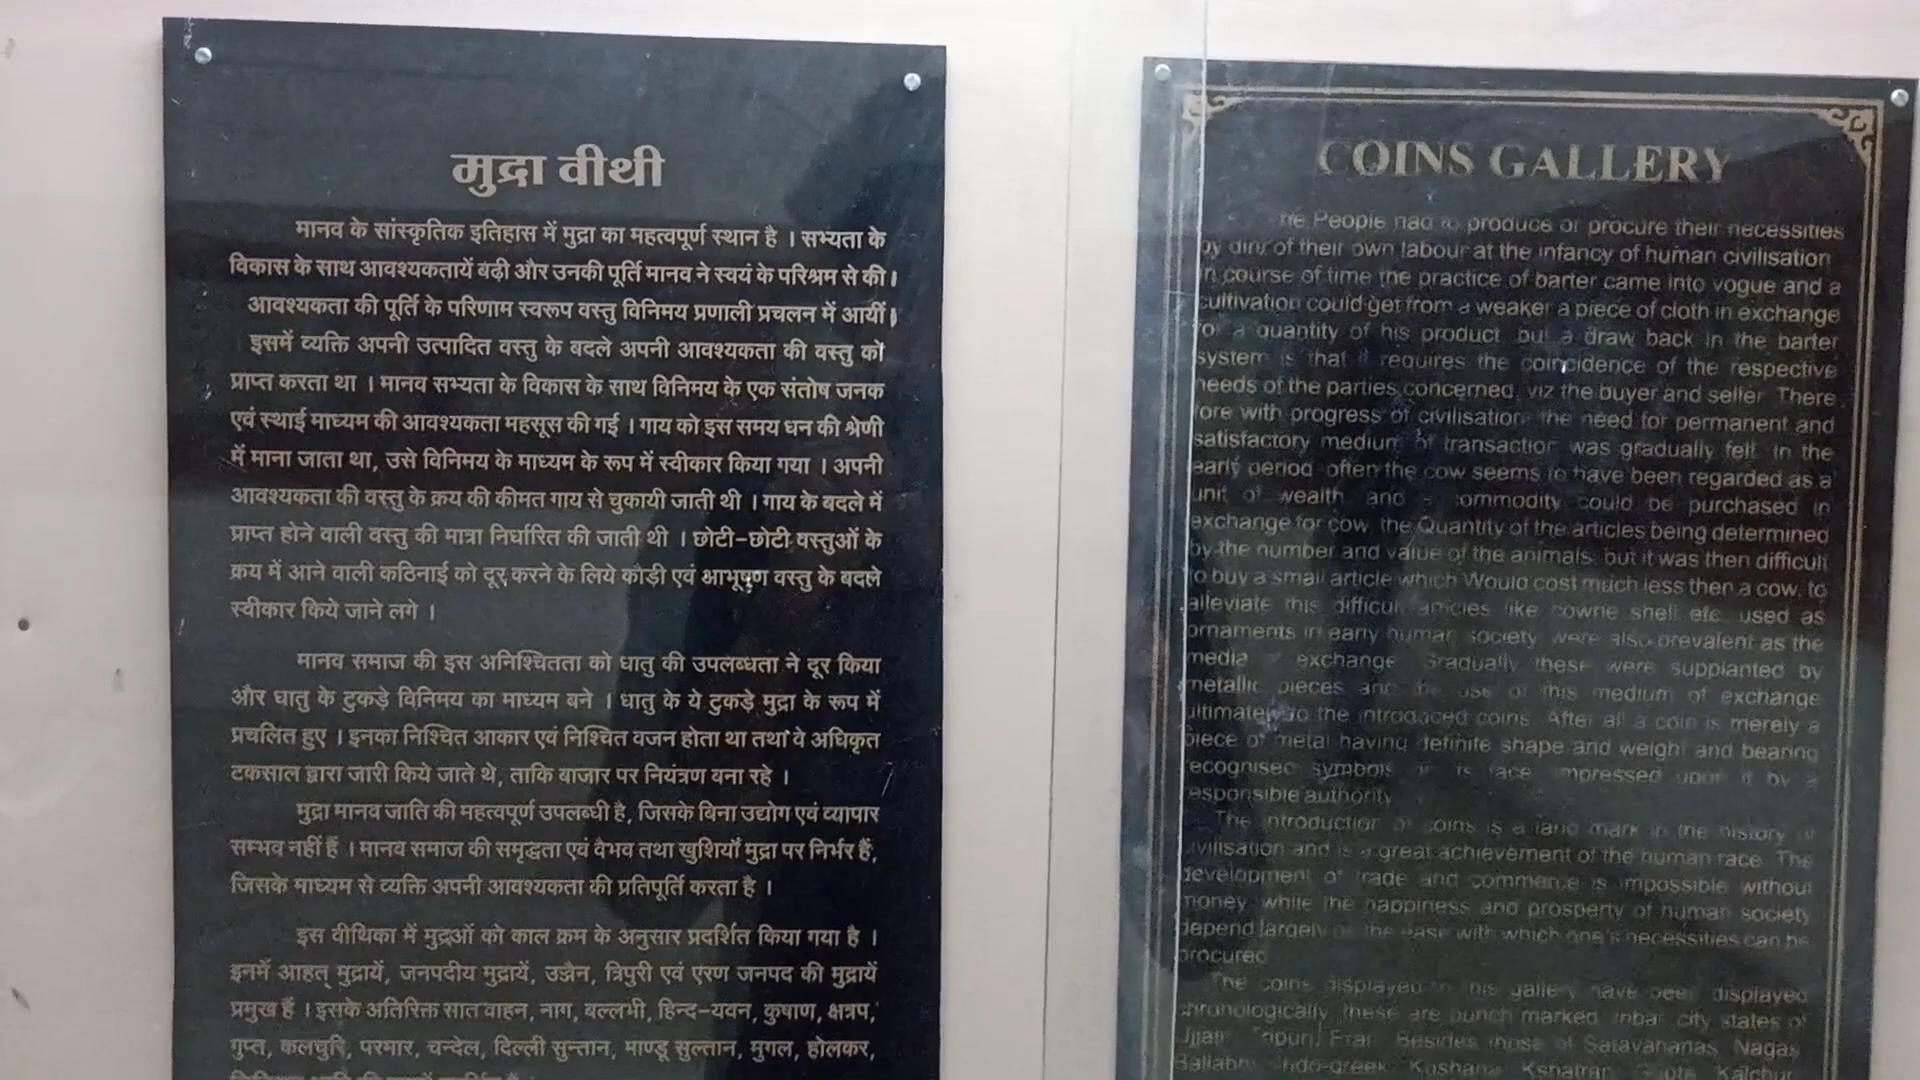 मुद्रा वीथी
मानव के सांस्कृतिक इतिहास में मुद्रा का महत्वपूर्ण स्थान है । सभ्यता के
विकास के साथ आवश्यकतायें बढ़ी और उनकी पूर्ति मानव ने स्वयं के परिश्रम से की।
आवश्यकता की पूर्ति के परिणाम स्वरूप वस्तु विनिमय प्रणाली प्रचलन में आयीं।
इसमें व्यक्ति अपनी उत्पादित वस्तु के बदले अपनी आवश्यकता की वस्तु को
प्राप्त करता था । मानव सभ्यता के विकास के साथ विनिमय के एक संतोष जनक
एवं स्थाई माध्यम की आवश्यकता महसूस की गई । गाय को इस समय धन की श्रेणी
में माना जाता था, उसे विनिमय के माध्यम के रूप में स्वीकार किया गया । अपनी
आवश्यकता की वस्तु के क्रय की कीमत गाय से चुकायी जाती थी । गाय के बदले में
प्राप्त होने वाली वस्तु की मात्रा निर्धारित की जाती थी । छोटी-छोटी वस्तुओं के
क्रय में आने वाली कठिनाई को दूर करने के लिये कौड़ी एवं आभूषण वस्तु के बदले
स्वीकार किये जाने लगे ।
मानव समाज की इस अनिश्चितता को धातु की उपलब्धता ने दूर किया
और धातु के टुकड़े विनिमय का माध्यम बने । धातु के ये टुकड़े मुद्रा के रूप में
प्रचलित हुए । इनका निश्चित आकार एवं निश्चित वजन होता था तथा वे अधिकृत
टकसाल द्वारा जारी किये जाते थे, ताकि बाजार पर नियंत्रण बना रहे ।
मुद्रा मानव जाति की महत्वपूर्ण उपलब्धी है, जिसके बिना उद्योग एवं व्यापार
सम्भव नहीं हैं । मानव समाज की समृद्धता एवं वैभव तथा खुशियाँ मुद्रा पर निर्भर हैं,
जिसके माध्यम से व्यक्ति अपनी आवश्यकता की प्रतिपूर्ति करता है ।
इस वीथिका में मुद्रओं को काल क्रम के अनुसार प्रदर्शित किया गया है ।
इनमें आहत् मुद्रायें, जनपदीय मुद्रायें, उज्जैन, त्रिपुरी एवं एरण जनपद की मुद्रायें
प्रमुख हैं । इसके अतिरिक्त सात वाहन, नाग, बल्लभी, हिन्द-यवन, कुषाण, क्षत्रप,
गुप्त, कलचुरि, परमार, चन्देल, दिल्ली सुन्तान, माण्डू सुल्तान, मुगल, होलकर,
COINS GALLERY
People had to produce or procure their necessities
by dint of their own labour at the infancy of human civilisation
In course of time the practice of barter came into vogue and a
cultivation could get from a weaker a piece of cloth in exchange
for a quantity of his product but a draw back in the barter
system is that it requires the coincidence of the respective
needs of the parties concerned, viz the buyer and seller There
fore with progress of civilisation the need for permanent and
satisfactory medium of transaction was gradually felt. In the
early period often the cow seems to have been regarded as a
unit of wealth and commodity could be purchased in
exchange for cow, the Quantity of the articles being determined
by the number and value of the animals, but it was then difficult
to buy a small article which Would cost much less then a cow, to
alleviate this like shell etc. used as
ornaments in early human society were also prevalent as the
media exchange Gradually these were supplanted by
metallic pieces and the use of this medium of exchange
ultimately to the introduced coins. After all a coin is merely a
piece of metal having definite shape and weight and bearing
recognised symbols impressed upon it by a
responsible authority
The introduction of coins is a land mark in the history of
civilisation and is a great achievement of the human race. The
development of trade and commerce is impossible without
money while the happiness and prosperty of human society
depend largely on the ease with which one's necessities can be
procured
The coins displayed in this gallery have been displayed
chronologically, these are punch marked city states of
Besides those of Satavahanas, Nagas